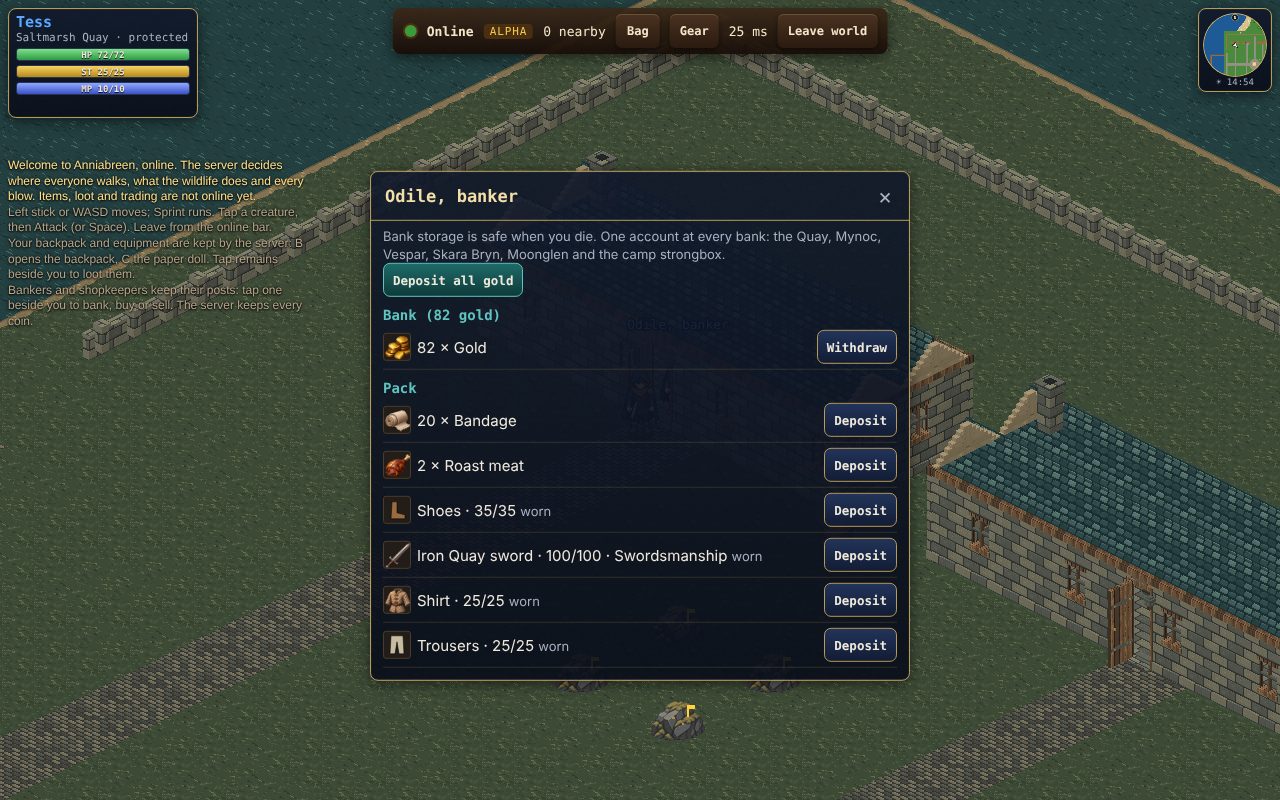 Tess
Saltmarsh Quay · protected
HP 72/72
ST 25/25
MP 10/10
Online ALPHA 0 nearby Bag Gear 25 ms Leave world
14:54
Welcome to Anniabreen, online. The server decides
where everyone walks, what the wildlife does and every
blow. Items, loot and trading are not online yet.
Left stick or WASD moves; Sprint runs. Tap a creature,
then Attack (or Space). Leave from the online bar.
Your backpack and equipment are kept by the server: B
opens the backpack, C the paper doll. Tap remains
beside you to loot them.
Bankers and shopkeepers keep their posts: tap one
beside you to bank, buy or sell. The server keeps every
coin.
Odile, banker
Bank storage is safe when you die. One account at every bank: the Quay, Mynoc,
Vespar, Skara Bryn, Moonglen and the camp strongbox.
Deposit all gold
Odile, banker
Bank (82 gold)
82 × Gold Withdraw
Pack
20 × Bandage Deposit
2 × Roast meat Deposit
Shoes · 35/35 worn Deposit
Iron Quay sword · 100/100 · Swordsmanship worn Deposit
Shirt · 25/25 worn Deposit
Trousers · 25/25 worn Deposit